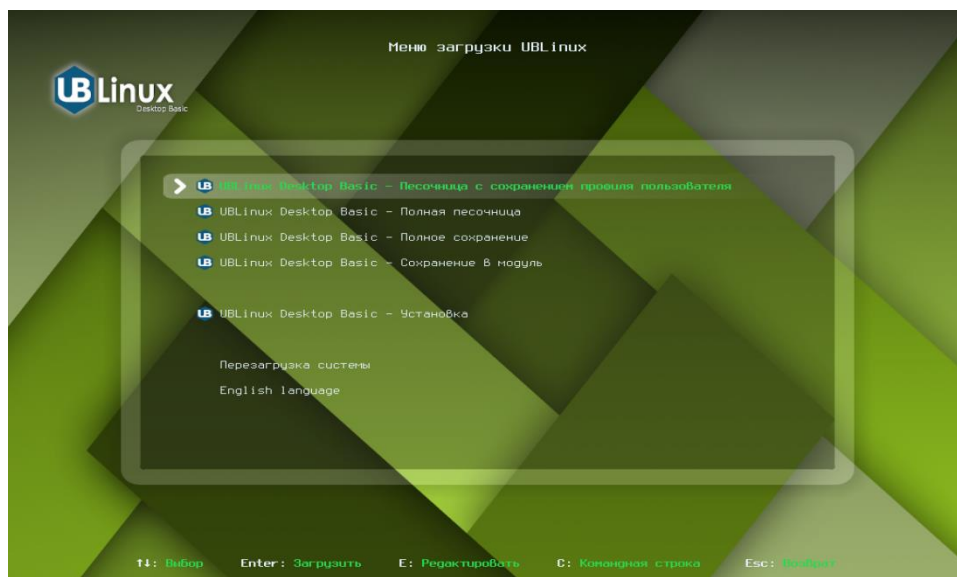 Меню загрузки UBLinux
UBLinux
Desktop Basic
UBLinux Desktop Basic - Песочница с сохранением профиля пользователя
UBLinux Desktop Basic - Полная песочница
UBLinux Desktop Basic - Полное сохранение
UBLinux Desktop Basic - Сохранение в модуль
UBLinux Desktop Basic - Установка
Перезагрузка системы
English language
↑↓: Выбор Enter: Загрузить E: Редактировать C: Командная строка Esc: Возврат